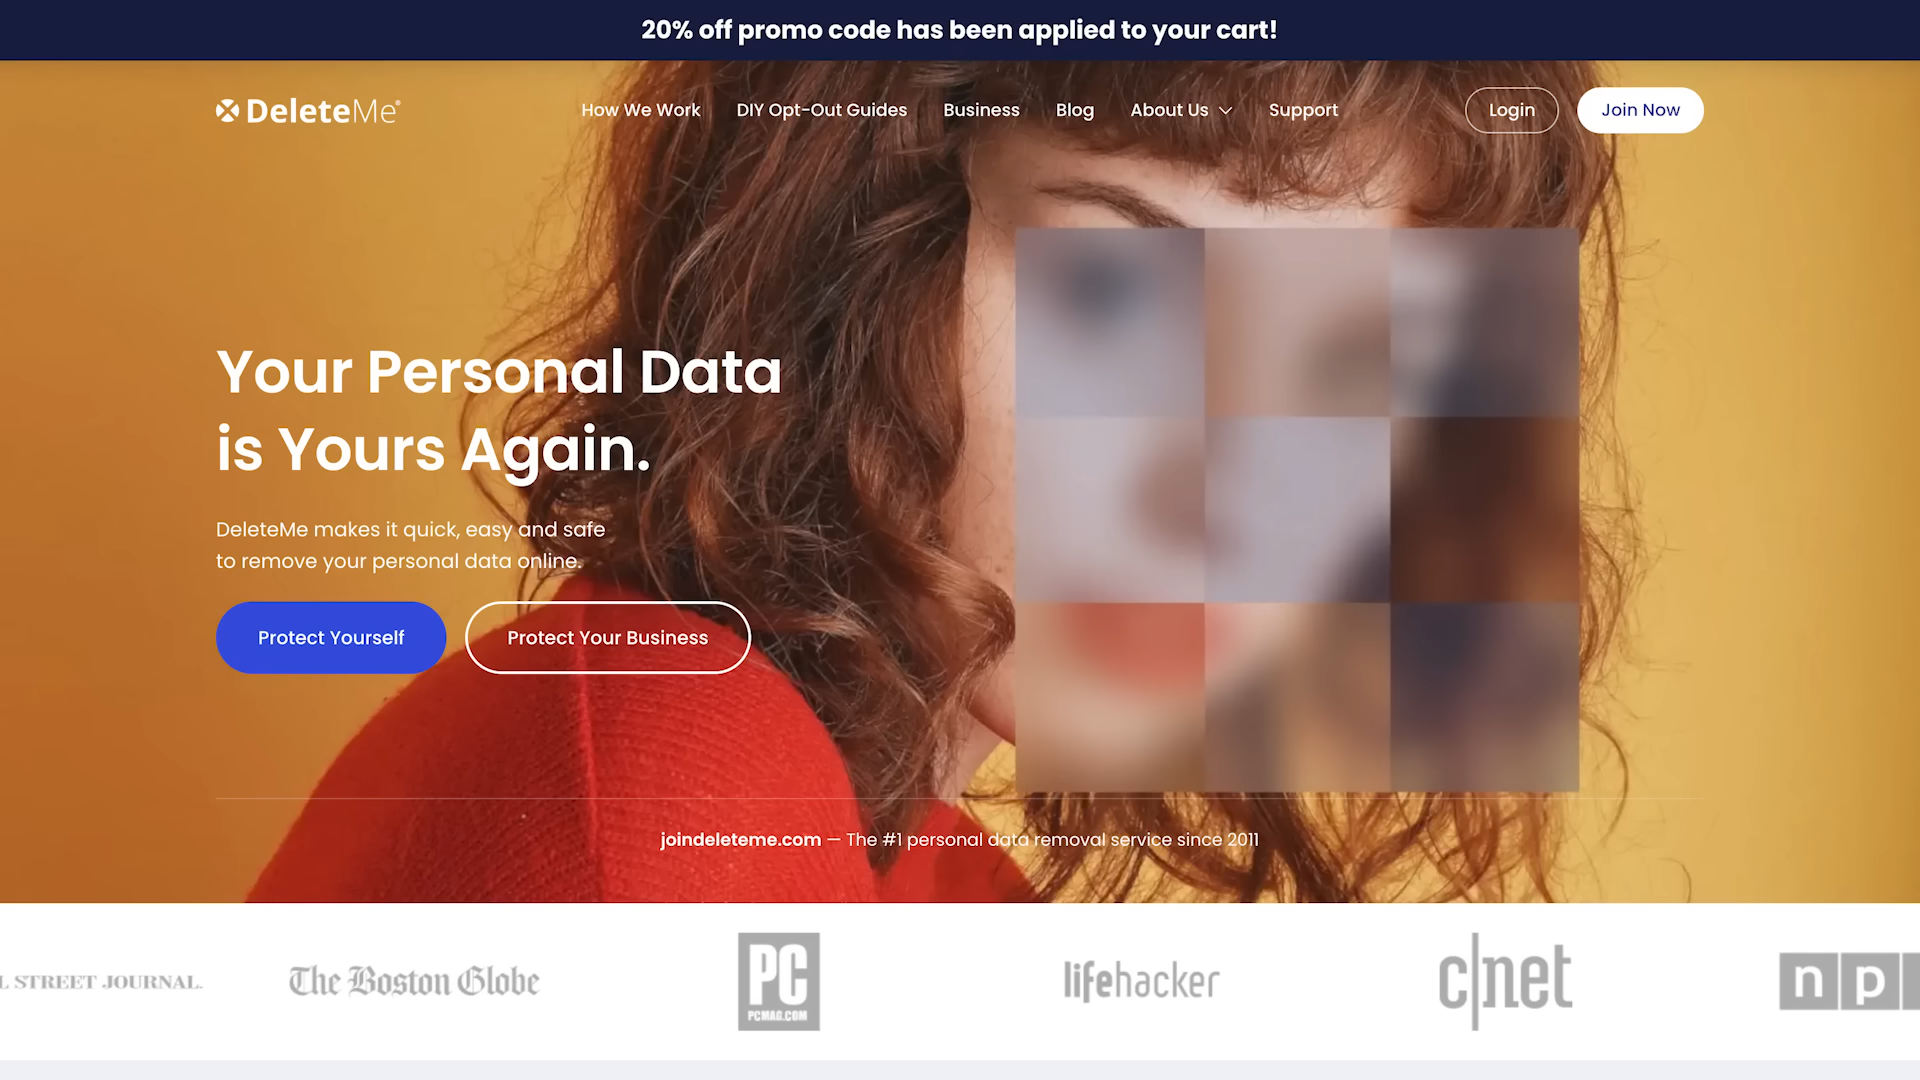 20% off promo code has been applied to your cart!
DeleteMe®
How We Work
DIY Opt-Out Guides
Business
Blog
About Us
Support
Login
Join Now
Your Personal Data
is Yours Again.
DeleteMe makes it quick, easy and safe
to remove your personal data online.
Protect Yourself
Protect Your Business
joindeleteme.com — The #1 personal data removal service since 2011
L STREET JOURNAL.
The Boston Globe
PC
PCMAG.COM
lifehacker
c|net
np